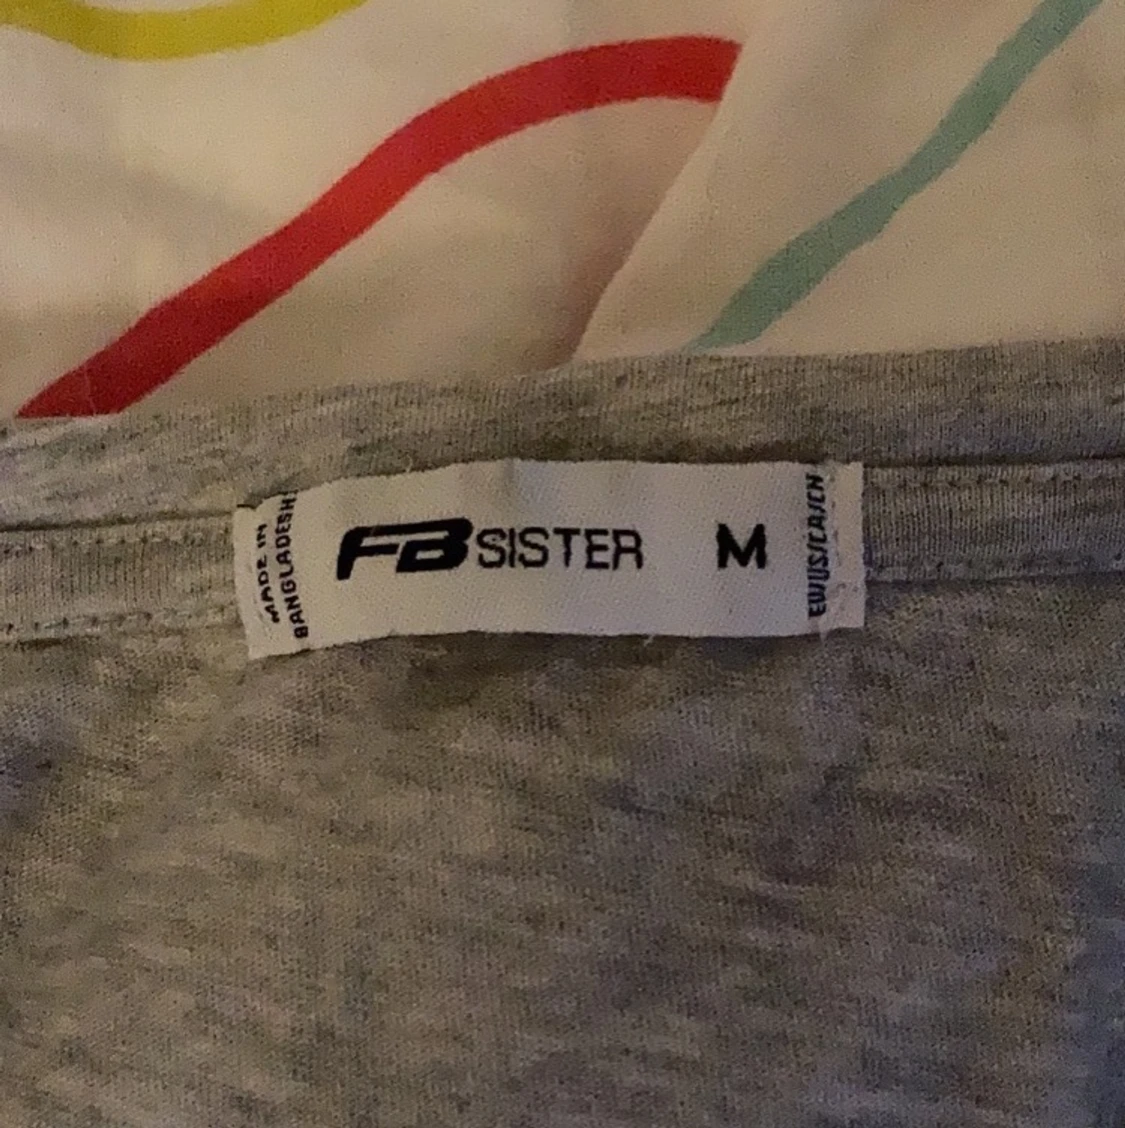 MADE IN
BANGLADESH
FB SISTER M
EU/US/CA/CN